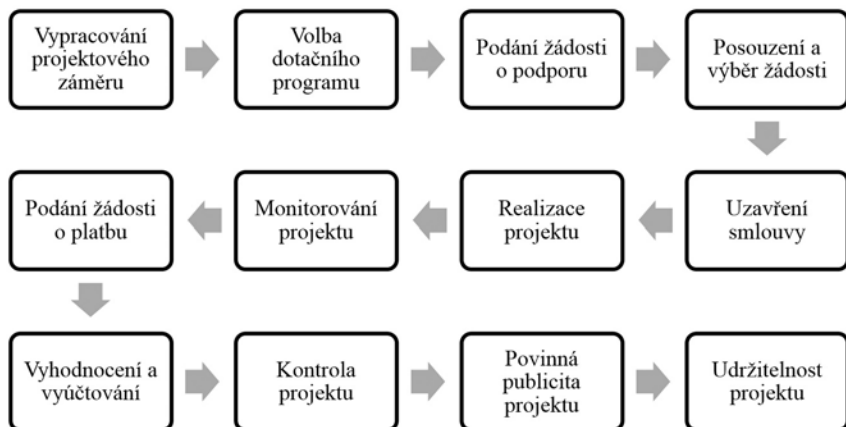 Vypracování
projektového
záměru
Volba
dotačního
programu
Podání žádosti
o podporu
Posouzení a
výběr žádosti
Uzavření
smlouvy
Realizace
projektu
Monitorování
projektu
Podání žádosti
o platbu
Vyhodnocení a
vyúčtování
Kontrola
projektu
Povinná
publicita
projektu
Udržitelnost
projektu